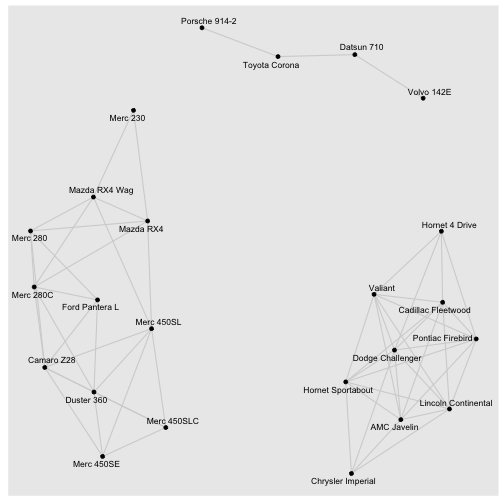 Porsche 914-2
Datsun 710
Toyota Corona
Volvo 142E
Merc 230
Mazda RX4 Wag
Mazda RX4
Hornet 4 Drive
Merc 280
Valiant
Merc 280C
Ford Pantera L
Cadillac Fleetwood
Merc 450SL
Pontiac Firebird
Camaro Z28
Dodge Challenger
Hornet Sportabout
Duster 360
Lincoln Continental
Merc 450SLC
AMC Javelin
Merc 450SE
Chrysler Imperial